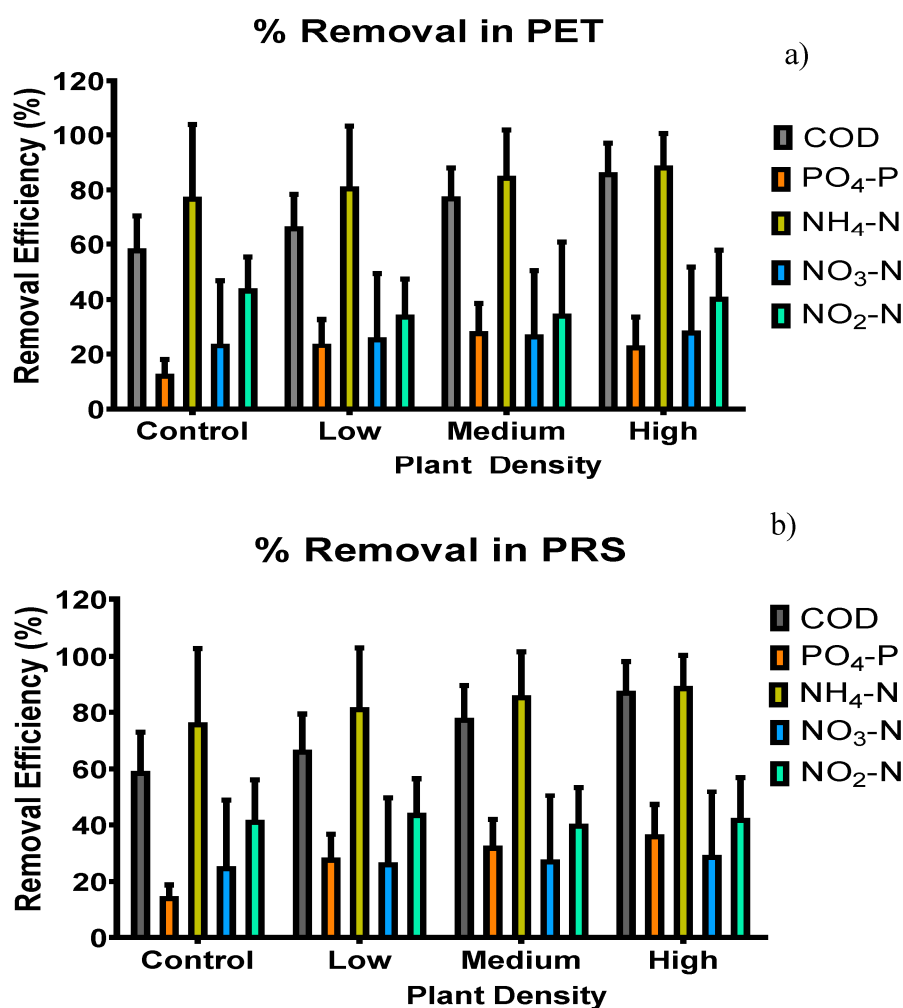 % Removal in PET
a)
Removal Efficiency (%)
120
100
80
60
40
20
0
Control Low Medium High
Plant Density
COD
PO4-P
NH4-N
NO3-N
NO2-N
b)
% Removal in PRS
Removal Efficiency (%)
120
100
80
60
40
20
0
Control Low Medium High
Plant Density
COD
PO4-P
NH4-N
NO3-N
NO2-N